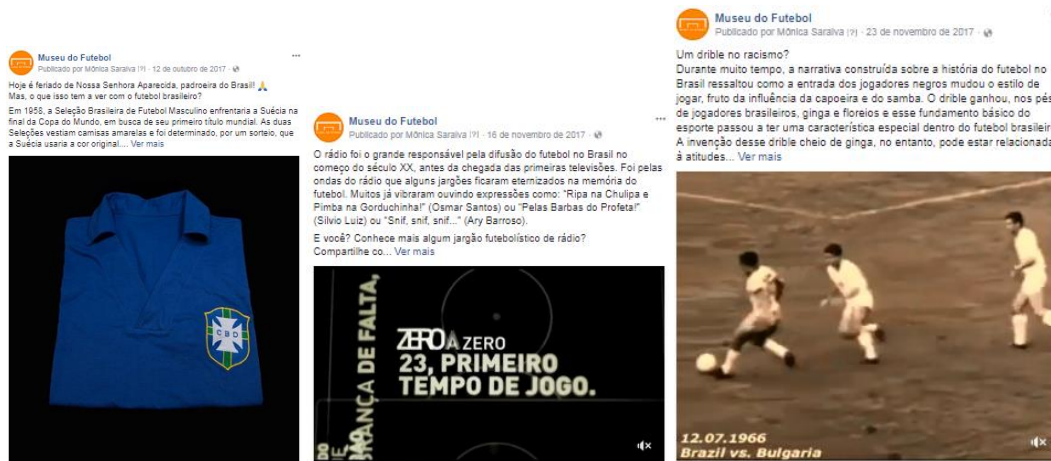 Museu do Futebol
Publicado por Mônica Saraiva [?] · 12 de outubro de 2017 ·
Hoje é feriado de Nossa Senhora Aparecida, padroeira do Brasil!
Mas, o que isso tem a ver com o futebol brasileiro?
Em 1958, a Seleção Brasileira de Futebol Masculino enfrentaria a Suécia na
final da Copa do Mundo, em busca de seu primeiro título mundial. As duas
Seleções vestiam camisas amarelas e foi determinado, por um sorteio, que
a Suécia usaria a cor original.... Ver mais
CBD
Museu do Futebol
Publicado por Mônica Saraiva [?] · 16 de novembro de 2017 ·
O rádio foi o grande responsável pela difusão do futebol no Brasil no
começo do século XX, antes da chegada das primeiras televisões. Foi pelas
ondas do rádio que alguns jargões ficaram eternizados na memória do
futebol. Muitos já vibraram ouvindo expressões como: "Ripa na Chulipa e
Pimba na Gorduchinha!" (Osmar Santos) ou "Pelas Barbas do Profeta!"
(Silvio Luiz) ou "Snif, snif, snif..." (Ary Barroso).
E você? Conhece mais algum jargão futebolístico de rádio?
Compartilhe co... Ver mais
RANÇA DE FALTA,
ZERO A ZERO
23, PRIMEIRO
TEMPO DE JOGO.
Museu do Futebol
Publicado por Mônica Saraiva [?] · 23 de novembro de 2017 ·
Um drible no racismo?
Durante muito tempo, a narrativa construída sobre a história do futebol no
Brasil ressaltou como a entrada dos jogadores negros mudou o estilo de
jogar, fruto da influência da capoeira e do samba. O drible ganhou, nos pés
de jogadores brasileiros, ginga e floreios e esse fundamento básico do
esporte passou a ter uma característica especial dentro do futebol brasileir
A invenção desse drible cheio de ginga, no entanto, pode estar relacionada
à atitudes... Ver mais
12.07.1966
Brazil vs. Bulgaria